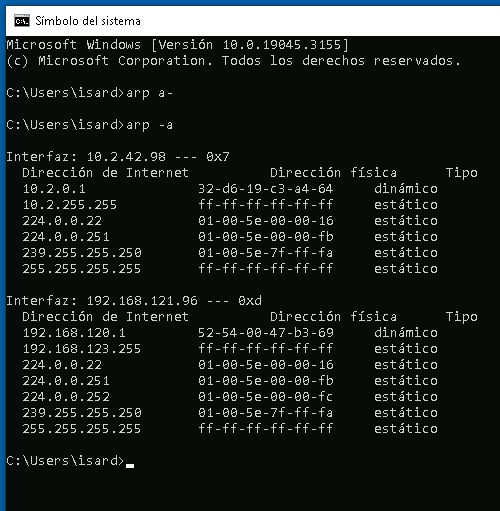 Símbolo del sistema
Microsoft Windows [Versión 10.0.19045.3155]
(c) Microsoft Corporation. Todos los derechos reservados.
C:\Users\isard>arp a-
C:\Users\isard>arp -a
Interfaz: 10.2.42.98 --- 0x7
Dirección de Internet          Dirección física      Tipo
10.2.0.1              32-d6-19-c3-a4-64     dinámico
10.2.255.255          ff-ff-ff-ff-ff-ff     estático
224.0.0.22            01-00-5e-00-00-16     estático
224.0.0.251           01-00-5e-00-00-fb     estático
239.255.255.250       01-00-5e-7f-ff-fa     estático
255.255.255.255       ff-ff-ff-ff-ff-ff     estático
Interfaz: 192.168.121.96 --- 0xd
Dirección de Internet          Dirección física      Tipo
192.168.120.1         52-54-00-47-b3-69     dinámico
192.168.123.255       ff-ff-ff-ff-ff-ff     estático
224.0.0.22            01-00-5e-00-00-16     estático
224.0.0.251           01-00-5e-00-00-fb     estático
224.0.0.252           01-00-5e-00-00-fc     estático
239.255.255.250       01-00-5e-7f-ff-fa     estático
255.255.255.255       ff-ff-ff-ff-ff-ff     estático
C:\Users\isard>